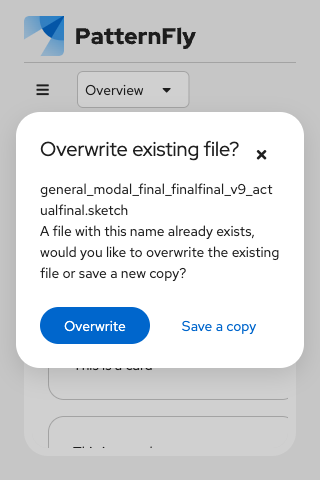 PatternFly
Overview
Overwrite existing file?
general_modal_final_finalfinal_v9_act
ualfinal.sketch
A file with this name already exists,
would you like to overwrite the existing
file or save a new copy?
Overwrite
Save a copy
This is a card